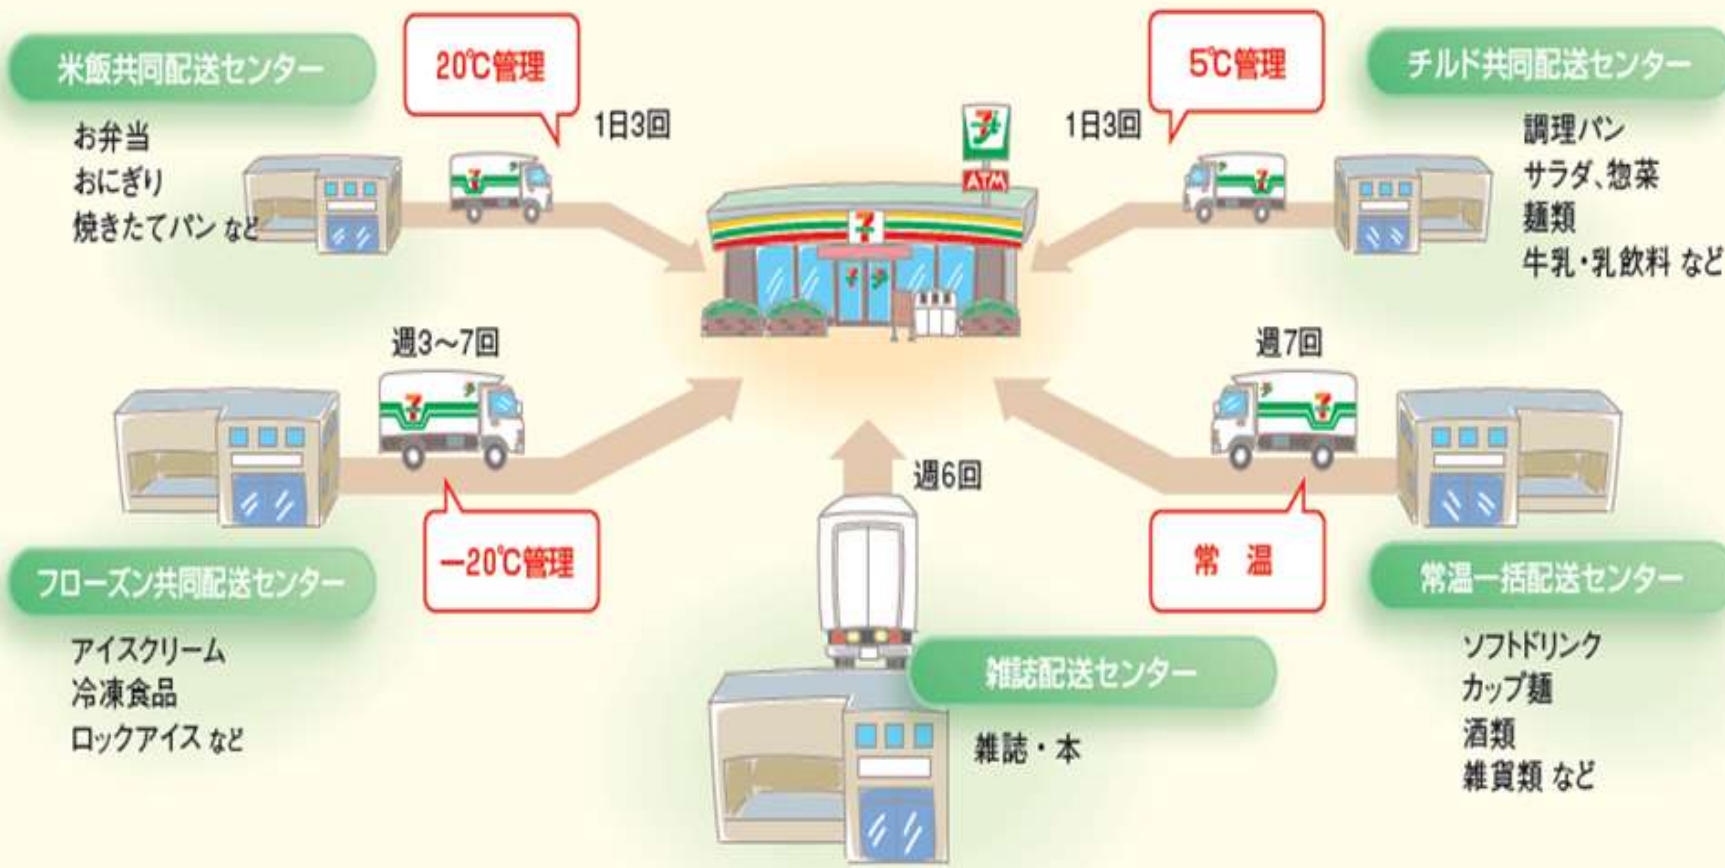 米飯共同配送センター
お弁当
おにぎり
焼きたてパン など
20℃管理
1日3回
7
ATM
5℃管理
1日3回
チルド共同配送センター
調理パン
サラダ、惣菜
麺類
牛乳・乳飲料 など
週3〜7回
フローズン共同配送センター
アイスクリーム
冷凍食品
ロックアイス など
−20℃管理
週6回
雑誌配送センター
雑誌・本
週7回
常 温
常温一括配送センター
ソフトドリンク
カップ麺
酒類
雑貨類 など